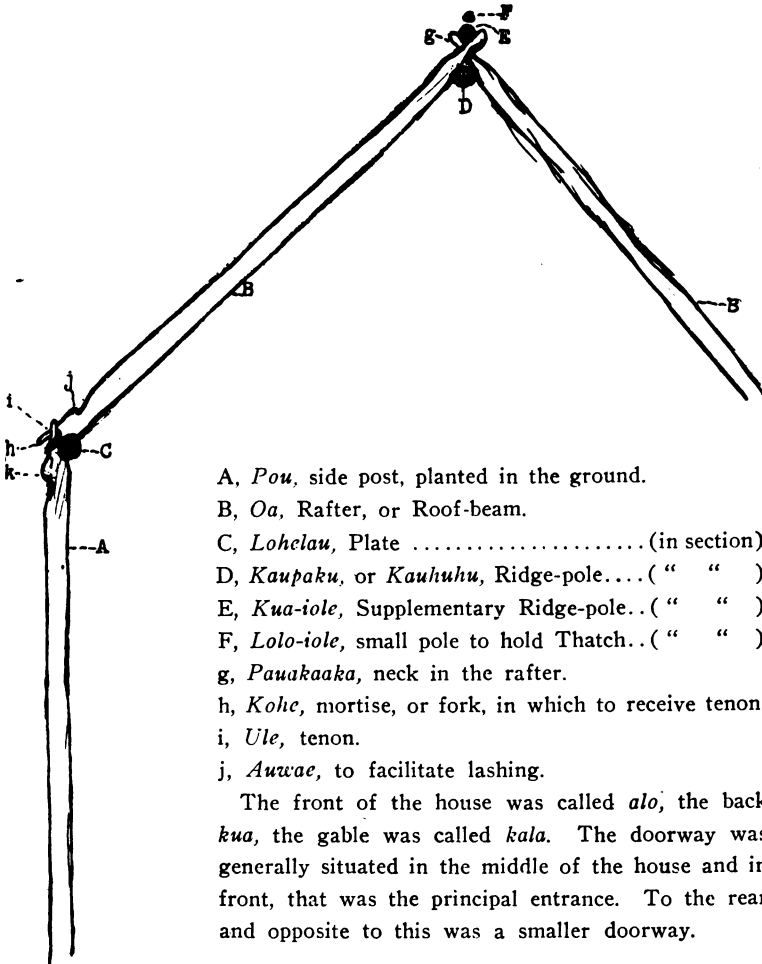 F
g E
D
B
B
j
i
h C
k
A
A, Pou, side post, planted in the ground.
B, Oa, Rafter, or Roof-beam.
C, Lohelau, Plate ........................(in section)
D, Kaupaku, or Kauhuhu, Ridge-pole....( “ “ )
E, Kua-iole, Supplementary Ridge-pole..( “ “ )
F, Lolo-iole, small pole to hold Thatch..( “ “ )
g, Pauakaaka, neck in the rafter.
h, Kohe, mortise, or fork, in which to receive tenon
i, Ule, tenon.
j, Auwae, to facilitate lashing.
The front of the house was called alo, the back
kua, the gable was called kala. The doorway was
generally situated in the middle of the house and in
front, that was the principal entrance. To the rear
and opposite to this was a smaller doorway.